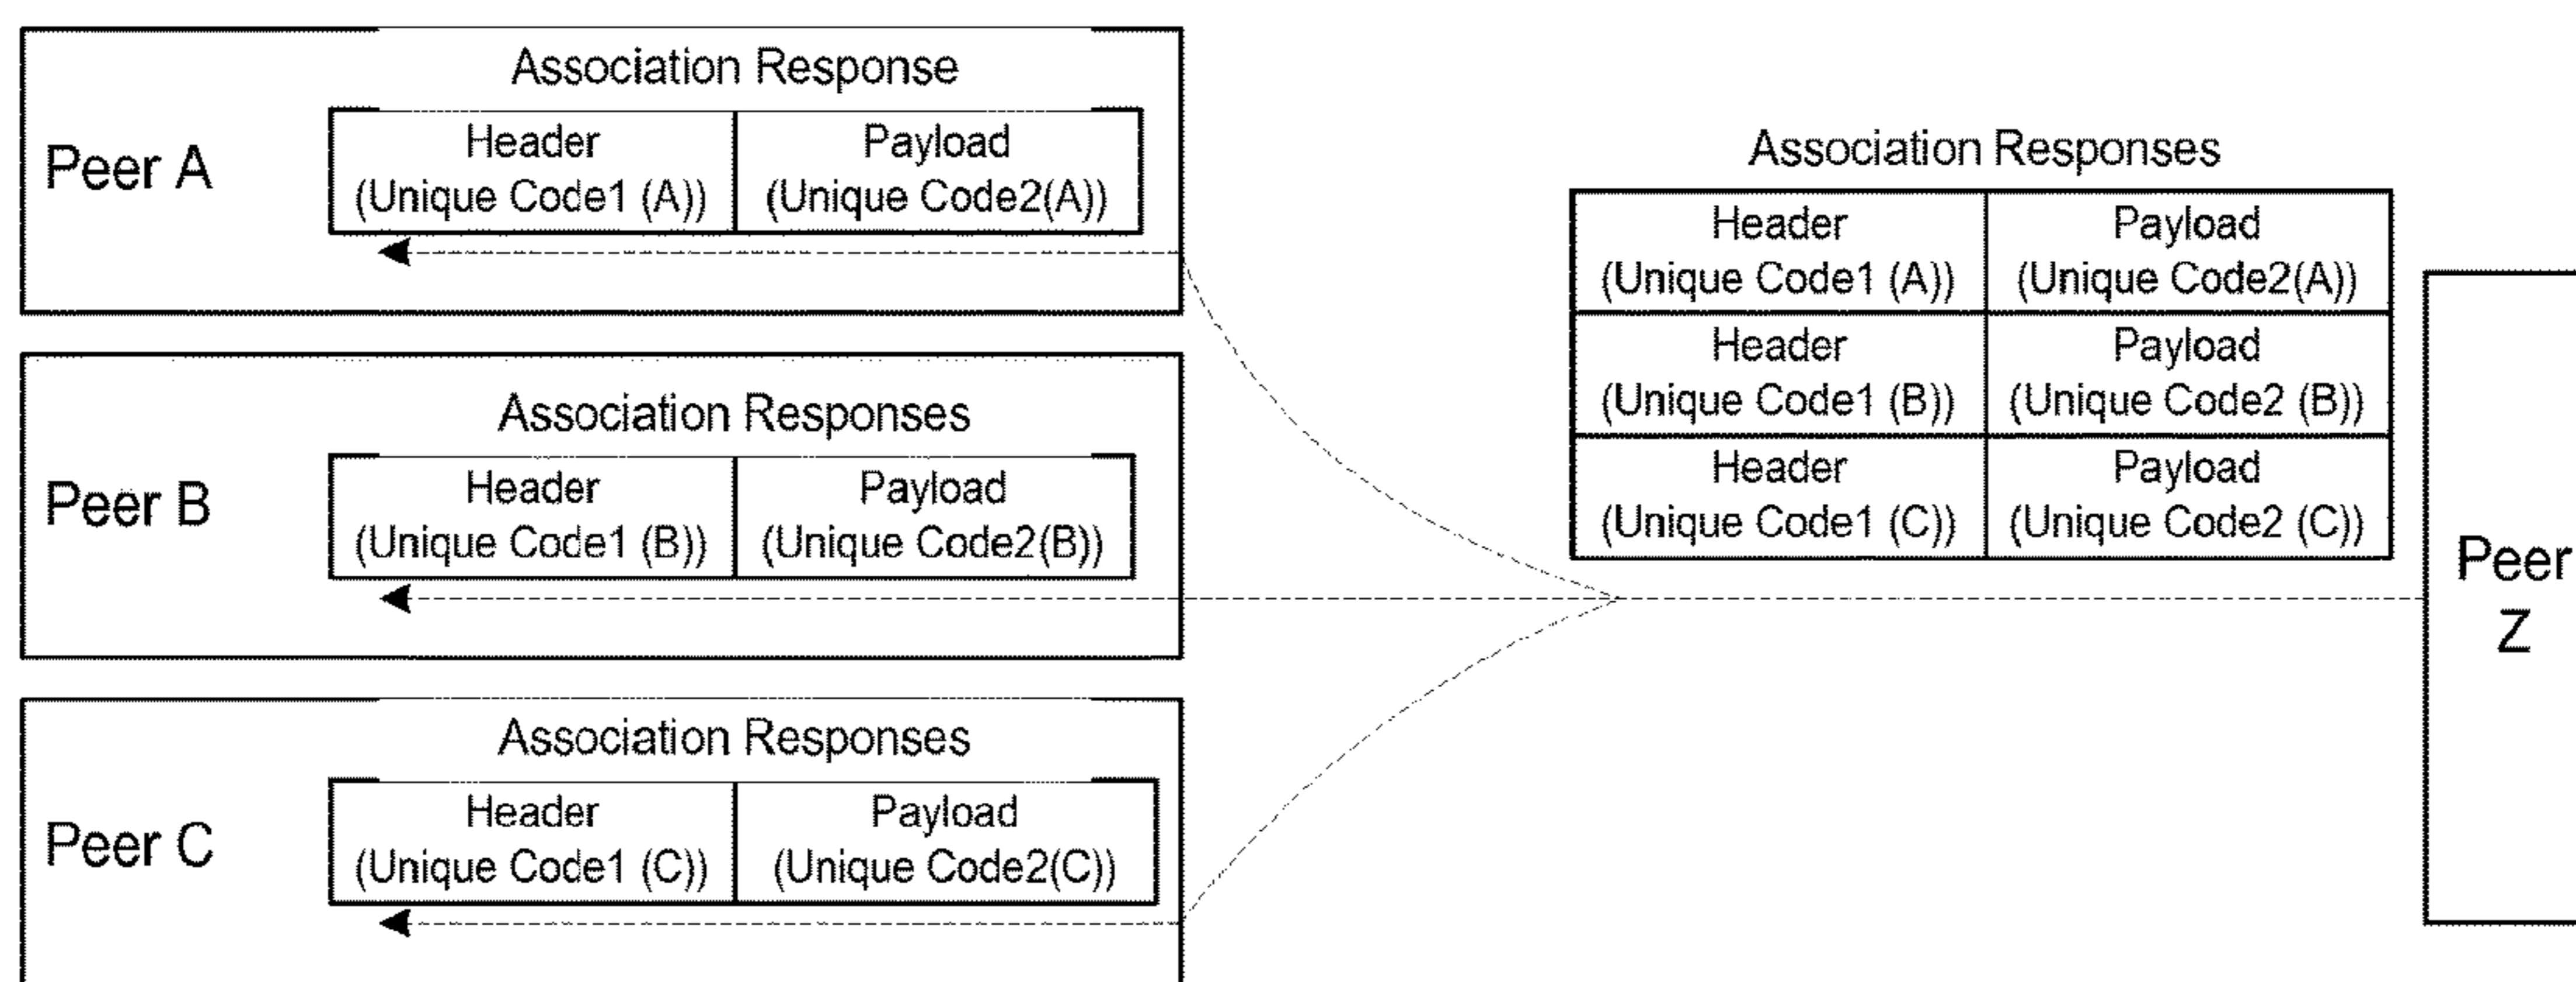 Association Response
Peer A
Header
(Unique Code1 (A))
Payload
(Unique Code2(A))
Association Responses
Peer B
Header
(Unique Code1 (B))
Payload
(Unique Code2(B))
Association Responses
Peer C
Header
(Unique Code1 (C))
Payload
(Unique Code2(C))
Association Responses
Header
(Unique Code1 (A))
Payload
(Unique Code2(A))
Header
(Unique Code1 (B))
Payload
(Unique Code2 (B))
Header
(Unique Code1 (C))
Payload
(Unique Code2 (C))
Peer
Z